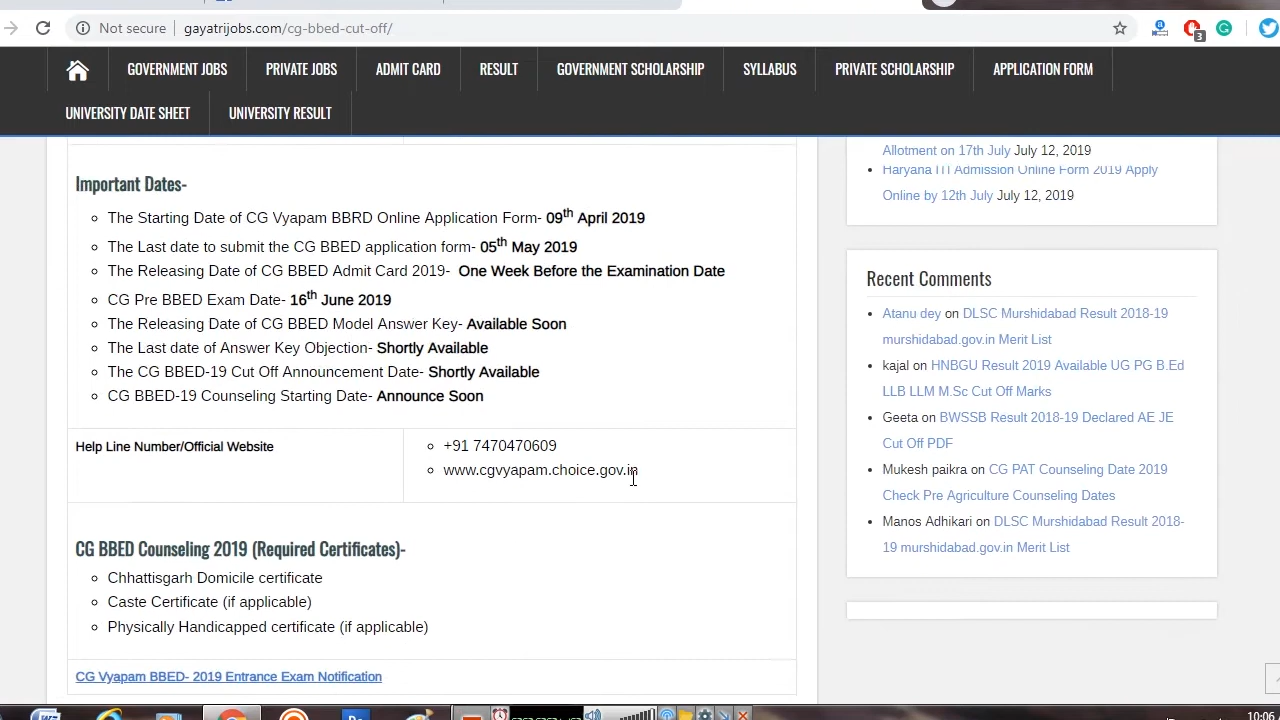 Not secure gayatrijobs.com/cg-bbed-cut-off/
3
GOVERNMENT JOBS PRIVATE JOBS ADMIT CARD RESULT GOVERNMENT SCHOLARSHIP SYLLABUS PRIVATE SCHOLARSHIP APPLICATION FORM
UNIVERSITY DATE SHEET UNIVERSITY RESULT
Important Dates-
The Starting Date of CG Vyapam BBRD Online Application Form- 09th April 2019
The Last date to submit the CG BBED application form- 05th May 2019
The Releasing Date of CG BBED Admit Card 2019- One Week Before the Examination Date
CG Pre BBED Exam Date- 16th June 2019
The Releasing Date of CG BBED Model Answer Key- Available Soon
The Last date of Answer Key Objection- Shortly Available
The CG BBED-19 Cut Off Announcement Date- Shortly Available
CG BBED-19 Counseling Starting Date- Announce Soon
Help Line Number/Official Website
+91 7470470609
www.cgvyapam.choice.gov.in
CG BBED Counseling 2019 (Required Certificates)-
Chhattisgarh Domicile certificate
Caste Certificate (if applicable)
Physically Handicapped certificate (if applicable)
CG Vyapam BBED- 2019 Entrance Exam Notification
Allotment on 17th July July 12, 2019
Haryana ITI Admission Online Form 2019 Apply
Online by 12th July July 12, 2019
Recent Comments
Atanu dey on DLSC Murshidabad Result 2018-19
murshidabad.gov.in Merit List
kajal on HNBGU Result 2019 Available UG PG B.Ed
LLB LLM M.Sc Cut Off Marks
Geeta on BWSSB Result 2018-19 Declared AE JE
Cut Off PDF
Mukesh paikra on CG PAT Counseling Date 2019
Check Pre Agriculture Counseling Dates
Manos Adhikari on DLSC Murshidabad Result 2018-
19 murshidabad.gov.in Merit List
10:06